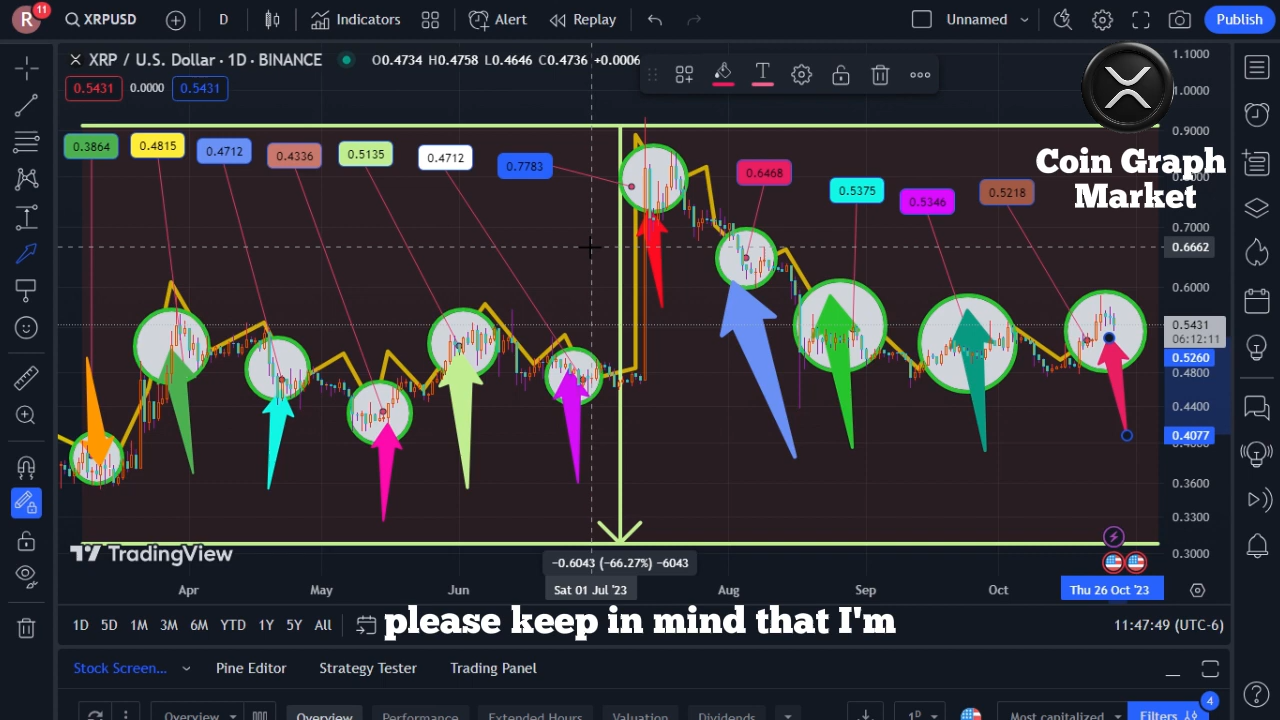 R 11 XRPUSD D Indicators Alert Replay Unnamed Publish
XRP / U.S. Dollar · 1D · BINANCE O0.4734 H0.4758 L0.4646 C0.4736 +0.0006
0.5431 0.0000 0.5431
T
1.1000
1.0000
0.9000
0.7000
0.6662
0.6000
0.5431
06:12:11
0.5260
0.4800
0.4400
0.4077
0.3600
0.3300
0.3000
Coin Graph
Market
0.3864 0.4815 0.4712 0.4336 0.5135 0.4712 0.7783 0.6468 0.5375 0.5346 0.5218
TradingView
−0.6043 (−66.27%) −6043
Apr May Jun Sat 01 Jul '23 Aug Sep Oct Thu 26 Oct '23
1D 5D 1M 3M 6M YTD 1Y 5Y All
11:47:49 (UTC-6)
please keep in mind that I'm
Stock Screen... Pine Editor Strategy Tester Trading Panel
Overview Overview Performance Extended Hours Valuation Dividends 1D Most capitalized Filters 4